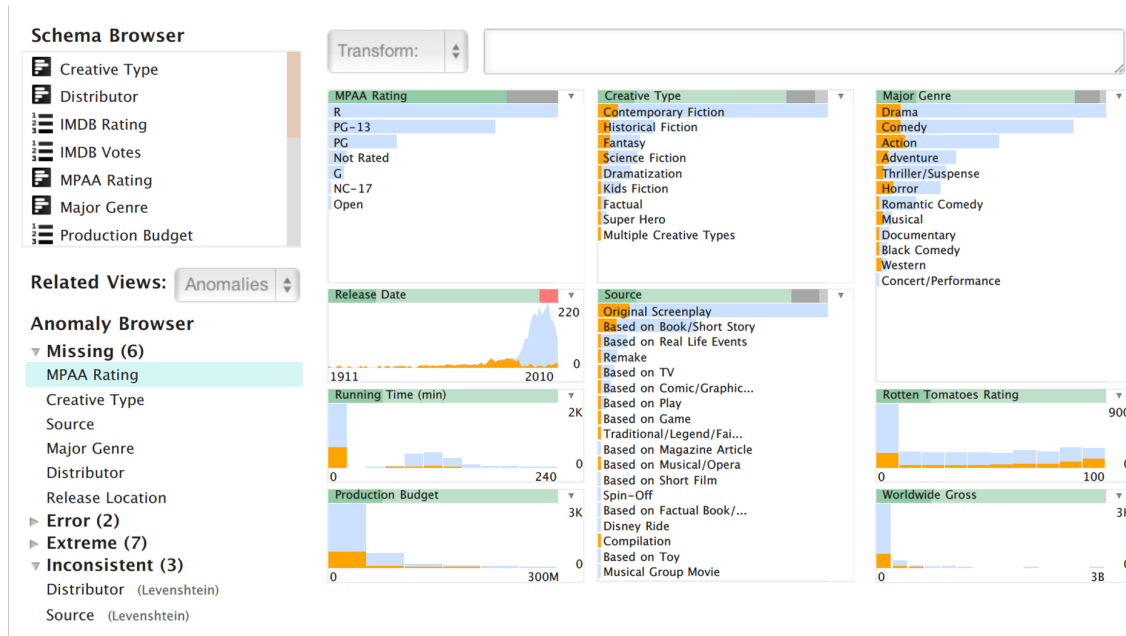 Schema Browser
Creative Type
Distributor
IMDB Rating
IMDB Votes
MPAA Rating
Major Genre
Production Budget
Related Views: Anomalies
Anomaly Browser
Missing (6)
MPAA Rating
Creative Type
Source
Major Genre
Distributor
Release Location
Error (2)
Extreme (7)
Inconsistent (3)
Distributor (Levenshtein)
Source (Levenshtein)
Transform:
MPAA Rating
R
PG-13
PG
Not Rated
G
NC-17
Open
Release Date
220
0
1911 2010
Running Time (min)
2K
0
0 240
Production Budget
3K
0
0 300M
Creative Type
Contemporary Fiction
Historical Fiction
Fantasy
Science Fiction
Dramatization
Kids Fiction
Factual
Super Hero
Multiple Creative Types
Source
Original Screenplay
Based on Book/Short Story
Based on Real Life Events
Remake
Based on TV
Based on Comic/Graphic...
Based on Play
Based on Game
Traditional/Legend/Fai...
Based on Magazine Article
Based on Musical/Opera
Based on Short Film
Spin-Off
Based on Factual Book/...
Disney Ride
Compilation
Based on Toy
Musical Group Movie
Major Genre
Drama
Comedy
Action
Adventure
Thriller/Suspense
Horror
Romantic Comedy
Musical
Documentary
Black Comedy
Western
Concert/Performance
Rotten Tomatoes Rating
900
0 100
Worldwide Gross
0 3B